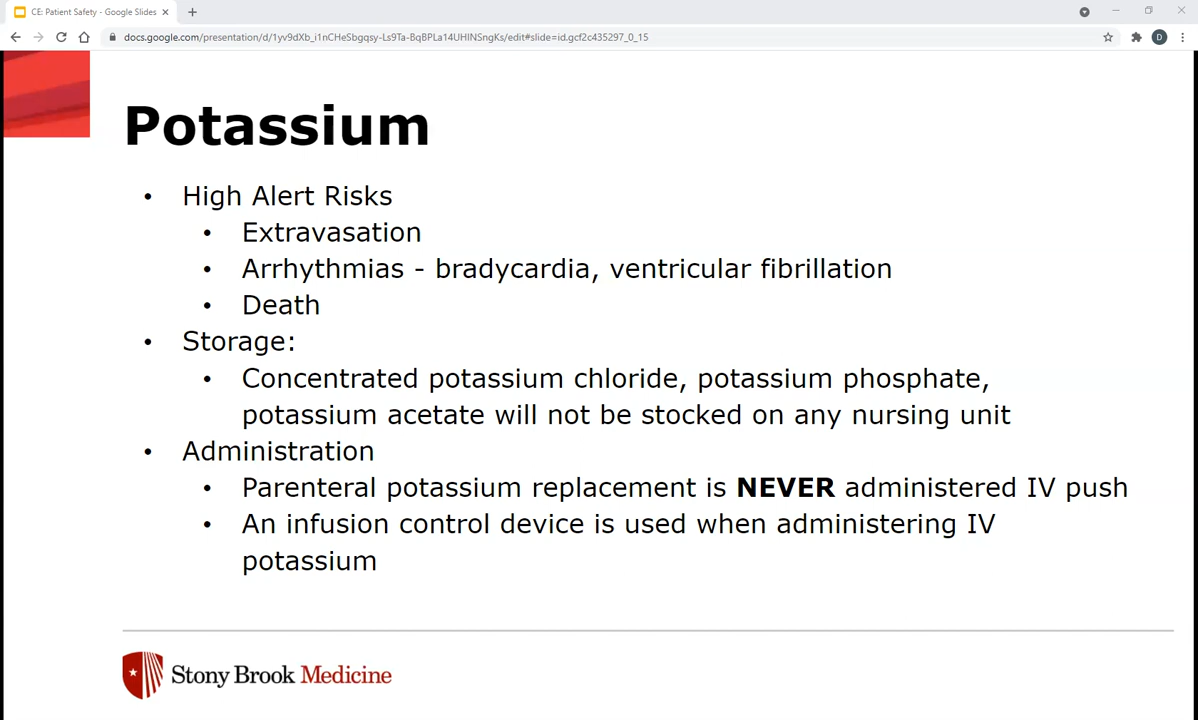 CE: Patient Safety - Google Slides
docs.google.com/presentation/d/1yv9dXb_i1nCHeSbgqsy-Ls9Ta-BqBPLa14UHINSngKs/edit#slide=id.gcf2c435297_0_15
D
Potassium
• High Alert Risks
• Extravasation
• Arrhythmias - bradycardia, ventricular fibrillation
• Death
• Storage:
• Concentrated potassium chloride, potassium phosphate,
potassium acetate will not be stocked on any nursing unit
• Administration
• Parenteral potassium replacement is NEVER administered IV push
• An infusion control device is used when administering IV
potassium
Stony Brook Medicine